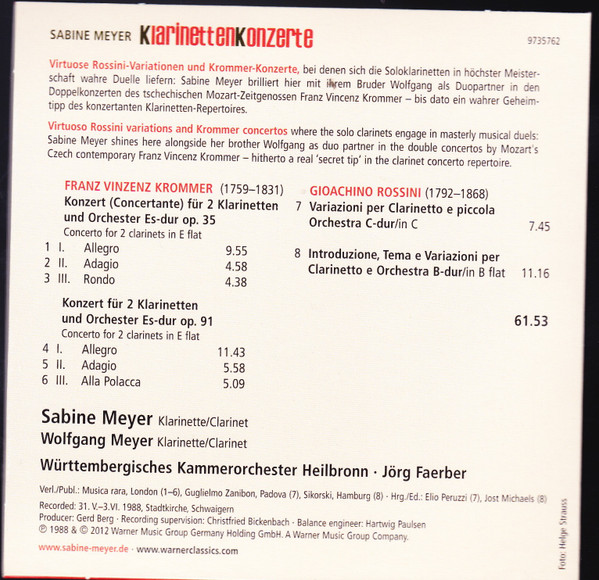 SABINE MEYER KlarinettenKonzerte
9735762
Virtuose Rossini-Variationen und Krommer-Konzerte, bei denen sich die Soloklarinetten in höchster Meister-
schaft wahre Duelle liefern: Sabine Meyer brilliert hier mit ihrem Bruder Wolfgang als Duopartner in den
Doppelkonzerten des tschechischen Mozart-Zeitgenossen Franz Vincenz Krommer – bis dato ein wahrer Geheim-
tipp des konzertanten Klarinetten-Repertoires.
Virtuoso Rossini variations and Krommer concertos where the solo clarinets engage in masterly musical duels:
Sabine Meyer shines here alongside her brother Wolfgang as duo partner in the double concertos by Mozart's
Czech contemporary Franz Vincenz Krommer – hitherto a real 'secret tip' in the clarinet concerto repertoire.
FRANZ VINZENZ KROMMER (1759–1831)
Konzert (Concertante) für 2 Klarinetten
und Orchester Es-dur op. 35
Concerto for 2 clarinets in E flat
1 I. Allegro 9.55
2 II. Adagio 4.58
3 III. Rondo 4.38
Konzert für 2 Klarinetten
und Orchester Es-dur op. 91
Concerto for 2 clarinets in E flat
4 I. Allegro 11.43
5 II. Adagio 5.58
6 III. Alla Polacca 5.09
GIOACHINO ROSSINI (1792–1868)
7 Variazioni per Clarinetto e piccola
Orchestra C-dur/in C 7.45
8 Introduzione, Tema e Variazioni per
Clarinetto e Orchestra B-dur/in B flat 11.16
61.53
Sabine Meyer Klarinette/Clarinet
Wolfgang Meyer Klarinette/Clarinet
Württembergisches Kammerorchester Heilbronn · Jörg Faerber
Verl./Publ.: Musica rara, London (1–6), Guglielmo Zanibon, Padova (7), Sikorski, Hamburg (8) · Hrg./Ed.: Elio Peruzzi (7), Jost Michaels (8)
Recorded: 31. V.–3.VI. 1988, Stadtkirche, Schwaigern
Producer: Gerd Berg · Recording supervision: Christfried Bickenbach · Balance engineer: Hartwig Paulsen
℗ 1988 & © 2012 Warner Music Group Germany Holding GmbH. A Warner Music Group Company.
www.sabine-meyer.de · www.warnerclassics.com
Foto: Helge Strauss